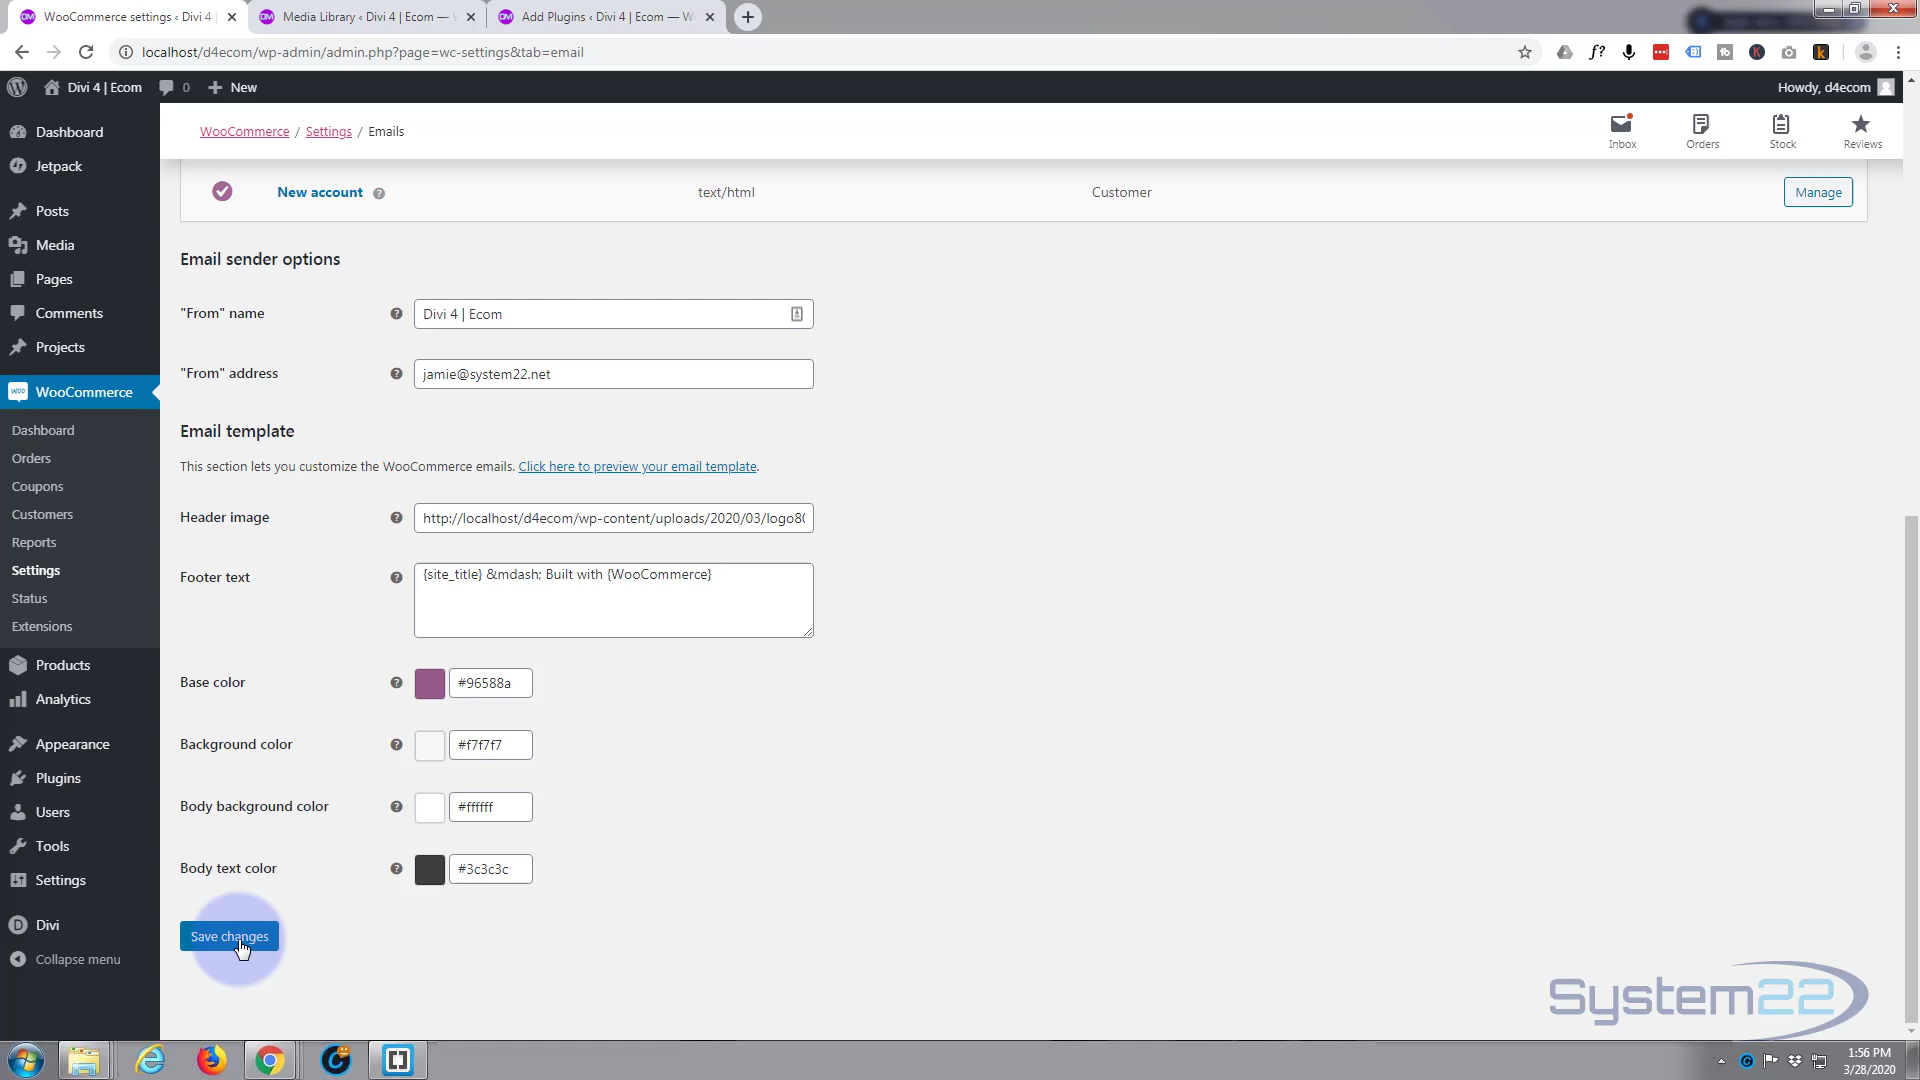 WooCommerce settings ‹ Divi 4 |
Media Library ‹ Divi 4 | Ecom —
Add Plugins ‹ Divi 4 | Ecom — W
localhost/d4ecom/wp-admin/admin.php?page=wc-settings&tab=email
Divi 4 | Ecom
0
New
Howdy, d4ecom
Dashboard
Jetpack
Posts
Media
Pages
Comments
Projects
WooCommerce
Dashboard
Orders
Coupons
Customers
Reports
Settings
Status
Extensions
Products
Analytics
Appearance
Plugins
Users
Tools
Settings
Divi
Collapse menu
WooCommerce / Settings / Emails
Inbox
Orders
Stock
Reviews
New account
text/html
Customer
Manage
Email sender options
"From" name
Divi 4 | Ecom
"From" address
jamie@system22.net
Email template
This section lets you customize the WooCommerce emails. Click here to preview your email template.
Header image
http://localhost/d4ecom/wp-content/uploads/2020/03/logo80
Footer text
{site_title} &mdash; Built with {WooCommerce}
Base color
#96588a
Background color
#f7f7f7
Body background color
#ffffff
Body text color
#3c3c3c
Save changes
System22
1:56 PM
3/28/2020